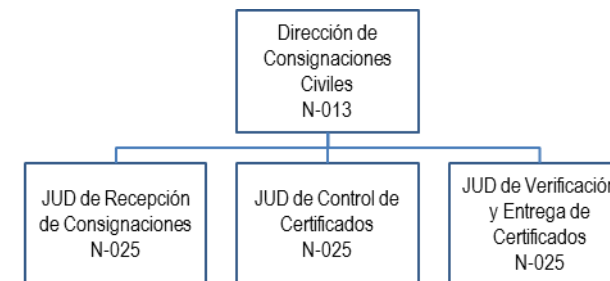 Dirección de
Consignaciones
Civiles
N-013
JUD de Recepción
de Consignaciones
N-025
JUD de Control de
Certificados
N-025
JUD de Verificación
y Entrega de
Certificados
N-025